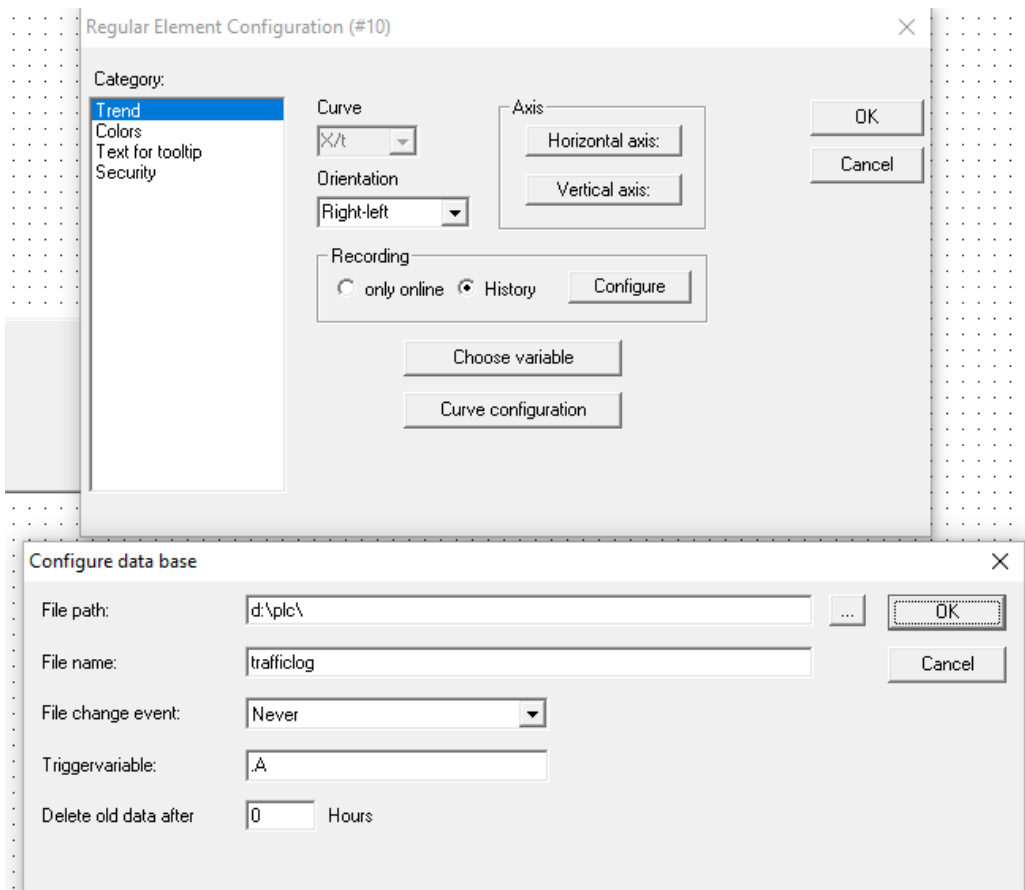 Regular Element Configuration (#10)
Category:
Trend
Colors
Text for tooltip
Security
Curve
X/t
Orientation
Right-left
Axis
Horizontal axis:
Vertical axis:
OK
Cancel
Recording
only online
History
Configure
Choose variable
Curve configuration
Configure data base
File path:
d:\plc\
...
OK
File name:
trafficlog
Cancel
File change event:
Never
Triggervariable:
.A
Delete old data after
0
Hours